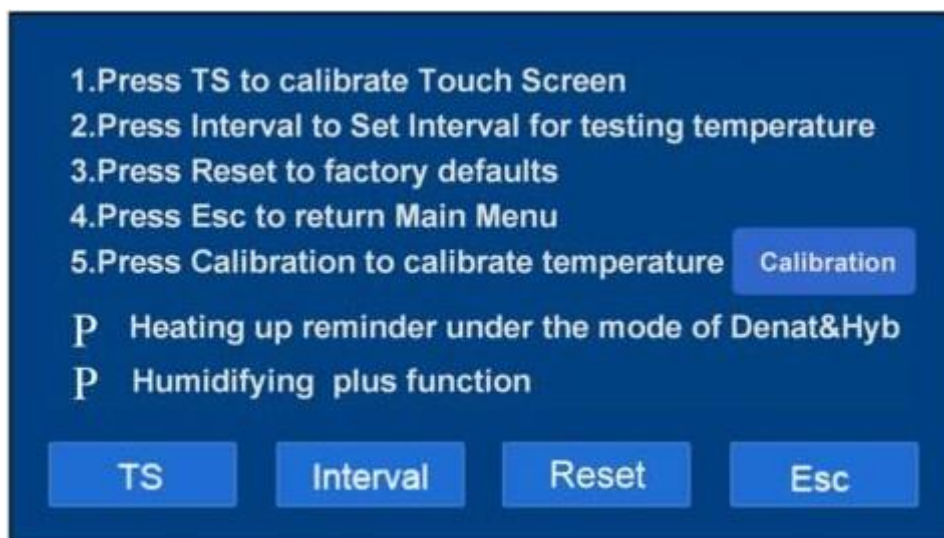 1.Press TS to calibrate Touch Screen
2.Press Interval to Set Interval for testing temperature
3.Press Reset to factory defaults
4.Press Esc to return Main Menu
5.Press Calibration to calibrate temperature Calibration
P Heating up reminder under the mode of Denat&Hyb
P Humidifying plus function
TS Interval Reset Esc